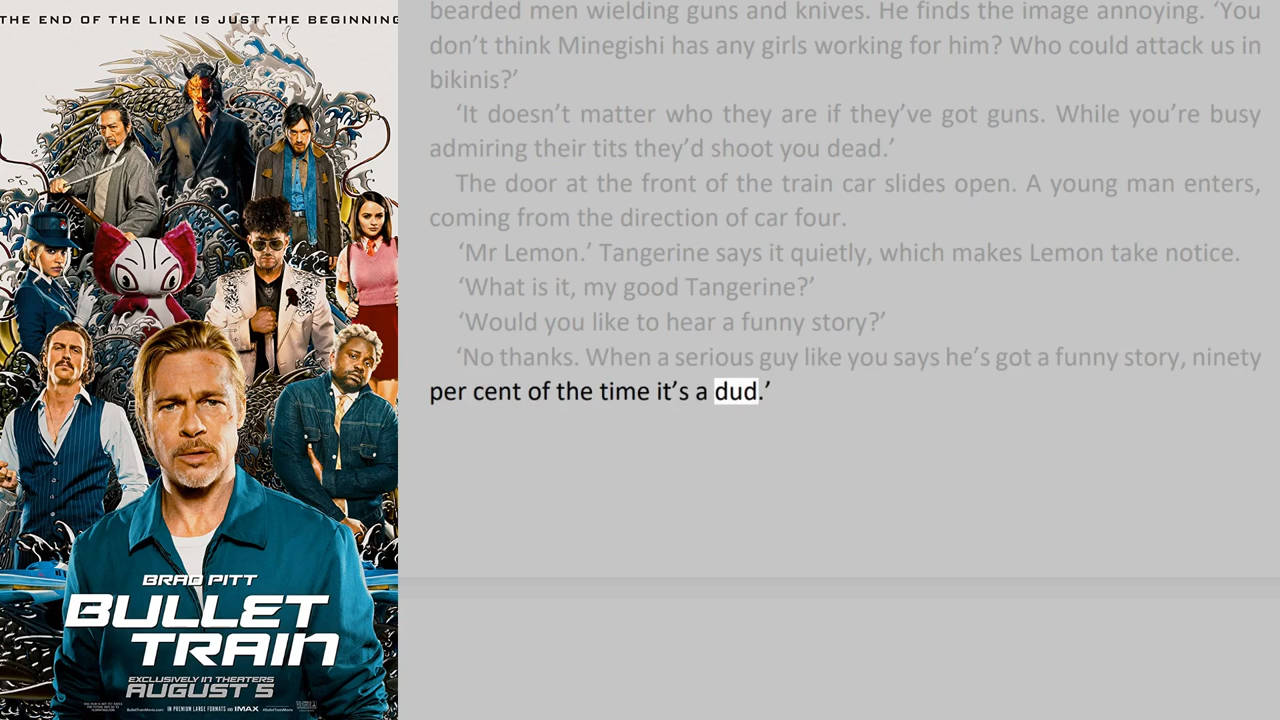 THE END OF THE LINE IS JUST THE BEGINNING
BRAD PITT
BULLET
TRAIN
EXCLUSIVELY IN THEATERS
AUGUST 5
IN PREMIUM LARGE FORMATS AND IMAX
bearded men wielding guns and knives. He finds the image annoying. ‘You
don’t think Minegishi has any girls working for him? Who could attack us in
bikinis?’
‘It doesn’t matter who they are if they’ve got guns. While you’re busy
admiring their tits they’d shoot you dead.’
The door at the front of the train car slides open. A young man enters,
coming from the direction of car four.
‘Mr Lemon.’ Tangerine says it quietly, which makes Lemon take notice.
‘What is it, my good Tangerine?’
‘Would you like to hear a funny story?’
‘No thanks. When a serious guy like you says he’s got a funny story, ninety
per cent of the time it’s a dud.’